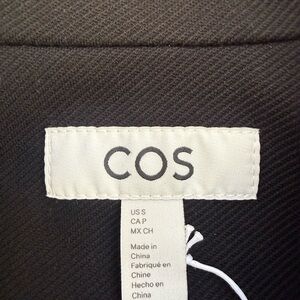 COS
US S
CA P
MX CH
Made in
China
Fabriqué en
Chine
Hecho en
China